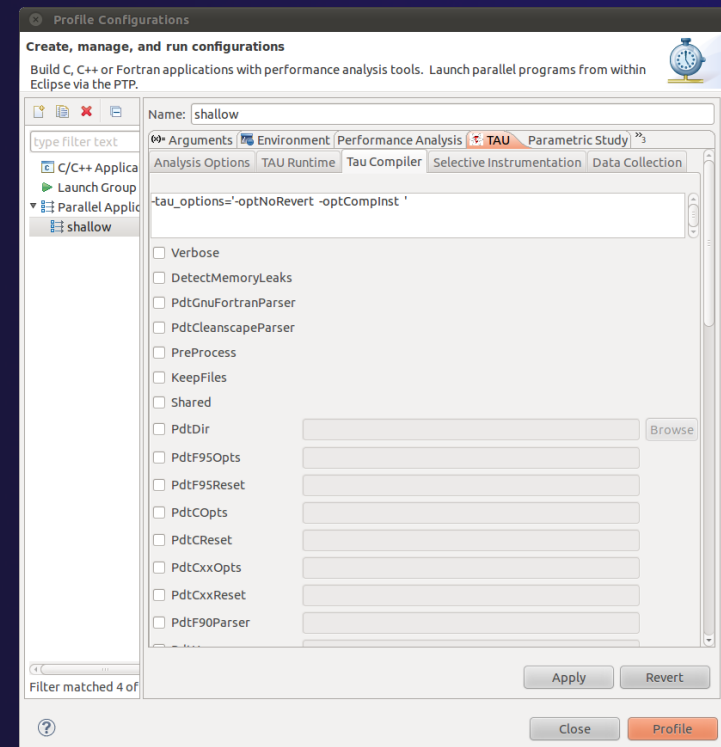 Profile Configurations
Create, manage, and run configurations
Build C, C++ or Fortran applications with performance analysis tools. Launch parallel programs from within
Eclipse via the PTP.
Name: shallow
type filter text
(x)= Arguments Environment Performance Analysis TAU Parametric Study »3
Analysis Options TAU Runtime Tau Compiler Selective Instrumentation Data Collection
C/C++ Applica
Launch Group
Parallel Applic
shallow
-tau_options='-optNoRevert -optCompInst '
Verbose
DetectMemoryLeaks
PdtGnuFortranParser
PdtCleanscapeParser
PreProcess
KeepFiles
Shared
PdtDir Browse
PdtF95Opts
PdtF95Reset
PdtCOpts
PdtCReset
PdtCxxOpts
PdtCxxReset
PdtF90Parser
Filter matched 4 of
Apply Revert
? Close Profile